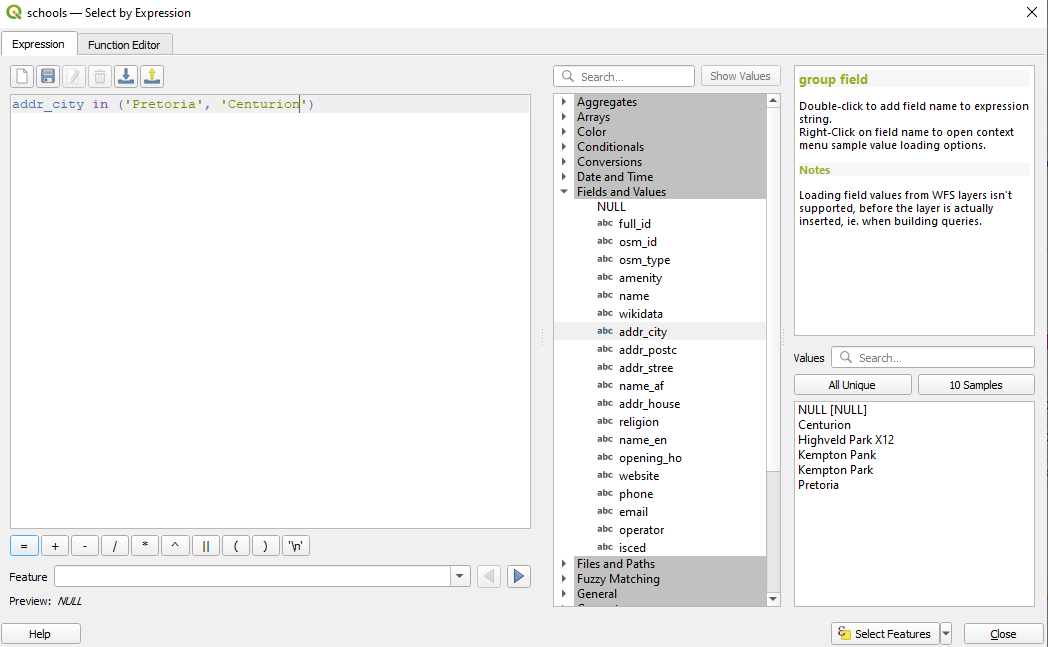 schools — Select by Expression
Expression
Function Editor
addr_city in ('Pretoria', 'Centurion')
= + - / * ^ || ( ) '\n'
Feature
Preview: NULL
Help
Search...
Show Values
Aggregates
Arrays
Color
Conditionals
Conversions
Date and Time
Fields and Values
NULL
abc full_id
abc osm_id
abc osm_type
abc amenity
abc name
abc wikidata
abc addr_city
abc addr_postc
abc addr_stree
abc name_af
abc addr_house
abc religion
abc name_en
abc opening_ho
abc website
abc phone
abc email
abc operator
abc isced
Files and Paths
Fuzzy Matching
General
group field
Double-click to add field name to expression
string.
Right-Click on field name to open context
menu sample value loading options.
Notes
Loading field values from WFS layers isn't
supported, before the layer is actually
inserted, ie. when building queries.
Values
Search...
All Unique
10 Samples
NULL [NULL]
Centurion
Highveld Park X12
Kempton Pank
Kempton Park
Pretoria
Select Features
Close